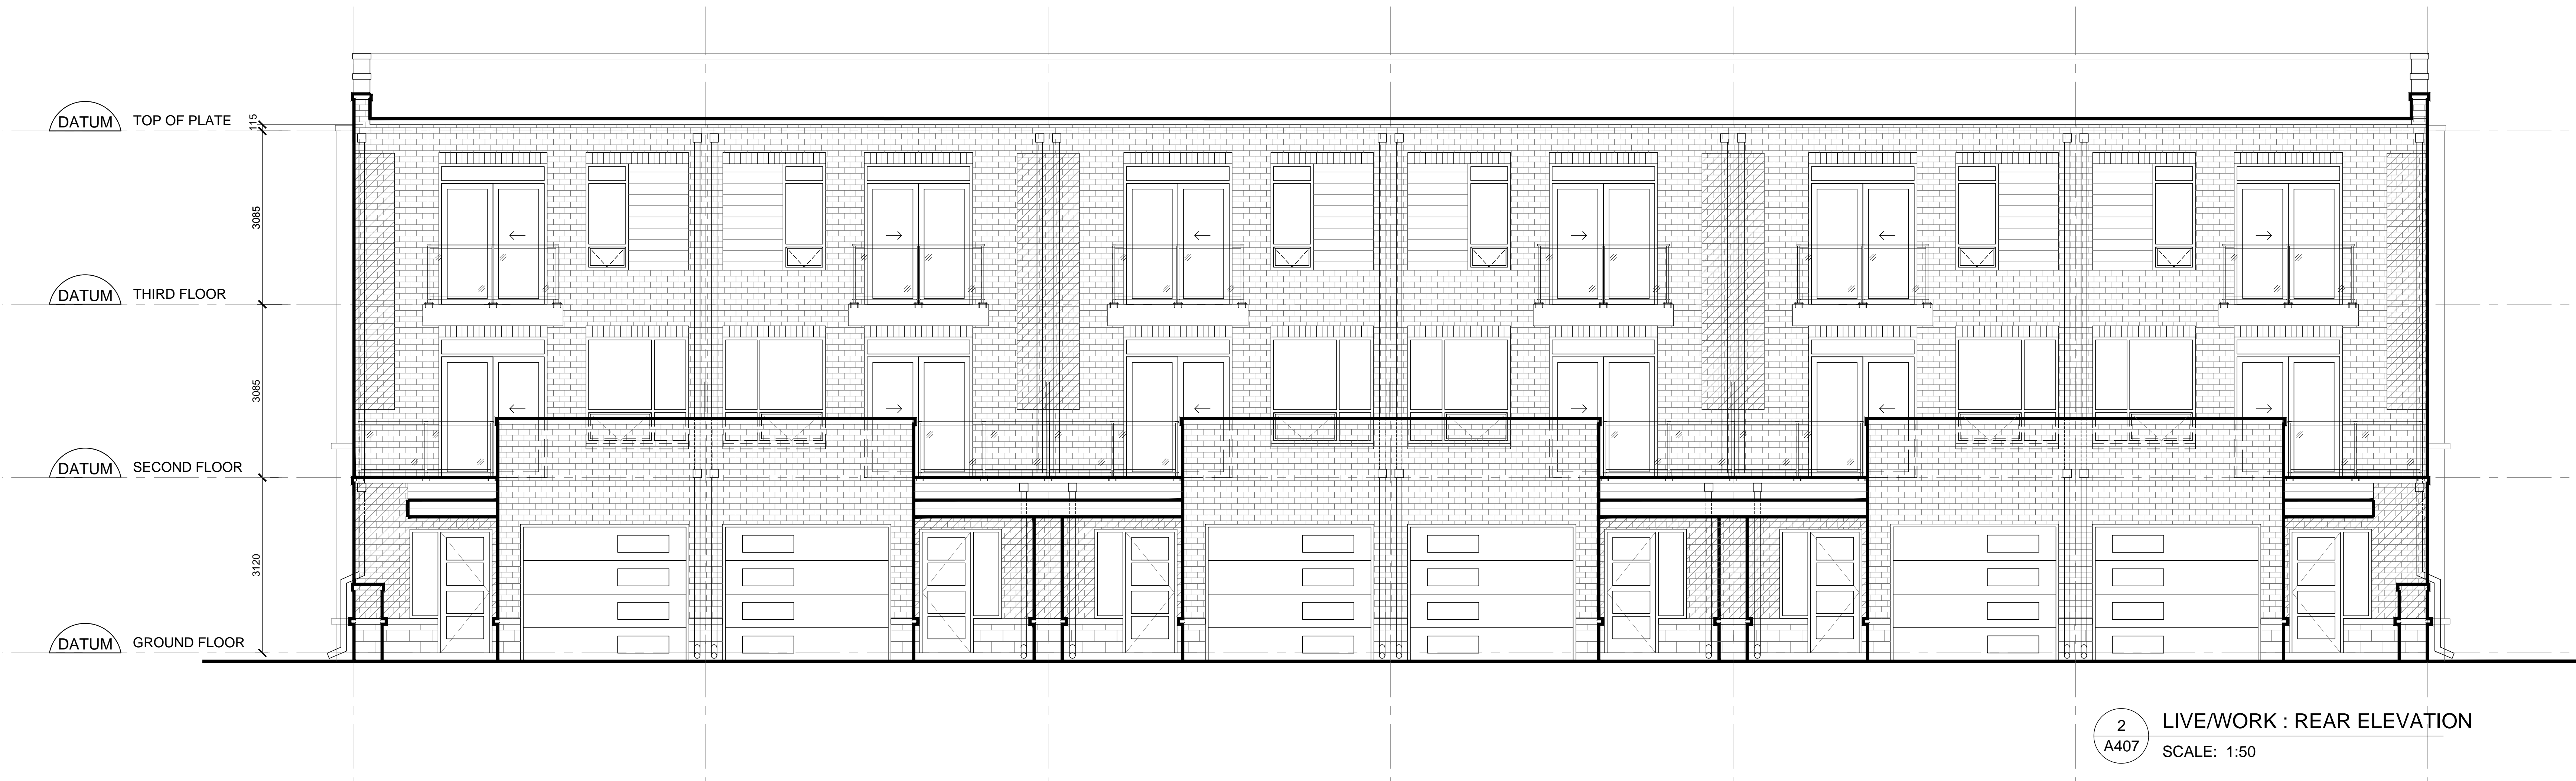 DATUM TOP OF PLATE 115
3085
DATUM THIRD FLOOR
3085
DATUM SECOND FLOOR
3120
DATUM GROUND FLOOR
2
A407
LIVE/WORK : REAR ELEVATION
SCALE: 1:50